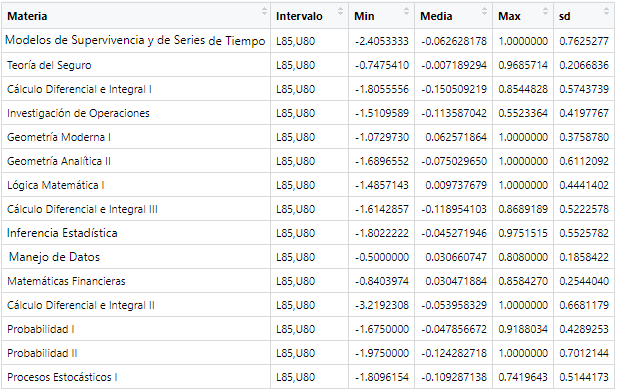 Materia Intervalo Min Media Max sd
Modelos de Supervivencia y de Series de Tiempo L85,U80 -2.4053333 -0.062628178 1.0000000 0.7625277
Teoría del Seguro L85,U80 -0.7475410 -0.007189294 0.9685714 0.2066836
Cálculo Diferencial e Integral I L85,U80 -1.8055556 -0.150509219 0.8544828 0.5743739
Investigación de Operaciones L85,U80 -1.5109589 -0.113587042 0.5523364 0.4197767
Geometría Moderna I L85,U80 -1.0729730 0.062571864 1.0000000 0.3758780
Geometría Analítica II L85,U80 -1.6896552 -0.075029650 1.0000000 0.6112092
Lógica Matemática I L85,U80 -1.4857143 0.009737679 1.0000000 0.4441402
Cálculo Diferencial e Integral III L85,U80 -1.6142857 -0.118954103 0.8689189 0.5222578
Inferencia Estadística L85,U80 -1.8022222 -0.045271946 0.9751515 0.5525782
Manejo de Datos L85,U80 -0.5000000 0.030660747 0.8080000 0.1858422
Matemáticas Financieras L85,U80 -0.8403974 0.030471884 0.8584270 0.2544040
Cálculo Diferencial e Integral II L85,U80 -3.2192308 -0.053958329 1.0000000 0.6681179
Probabilidad I L85,U80 -1.6750000 -0.047856672 0.9188034 0.4289253
Probabilidad II L85,U80 -1.9750000 -0.124282718 1.0000000 0.7012144
Procesos Estocásticos I L85,U80 -1.8096154 -0.109287138 0.7419643 0.5144173